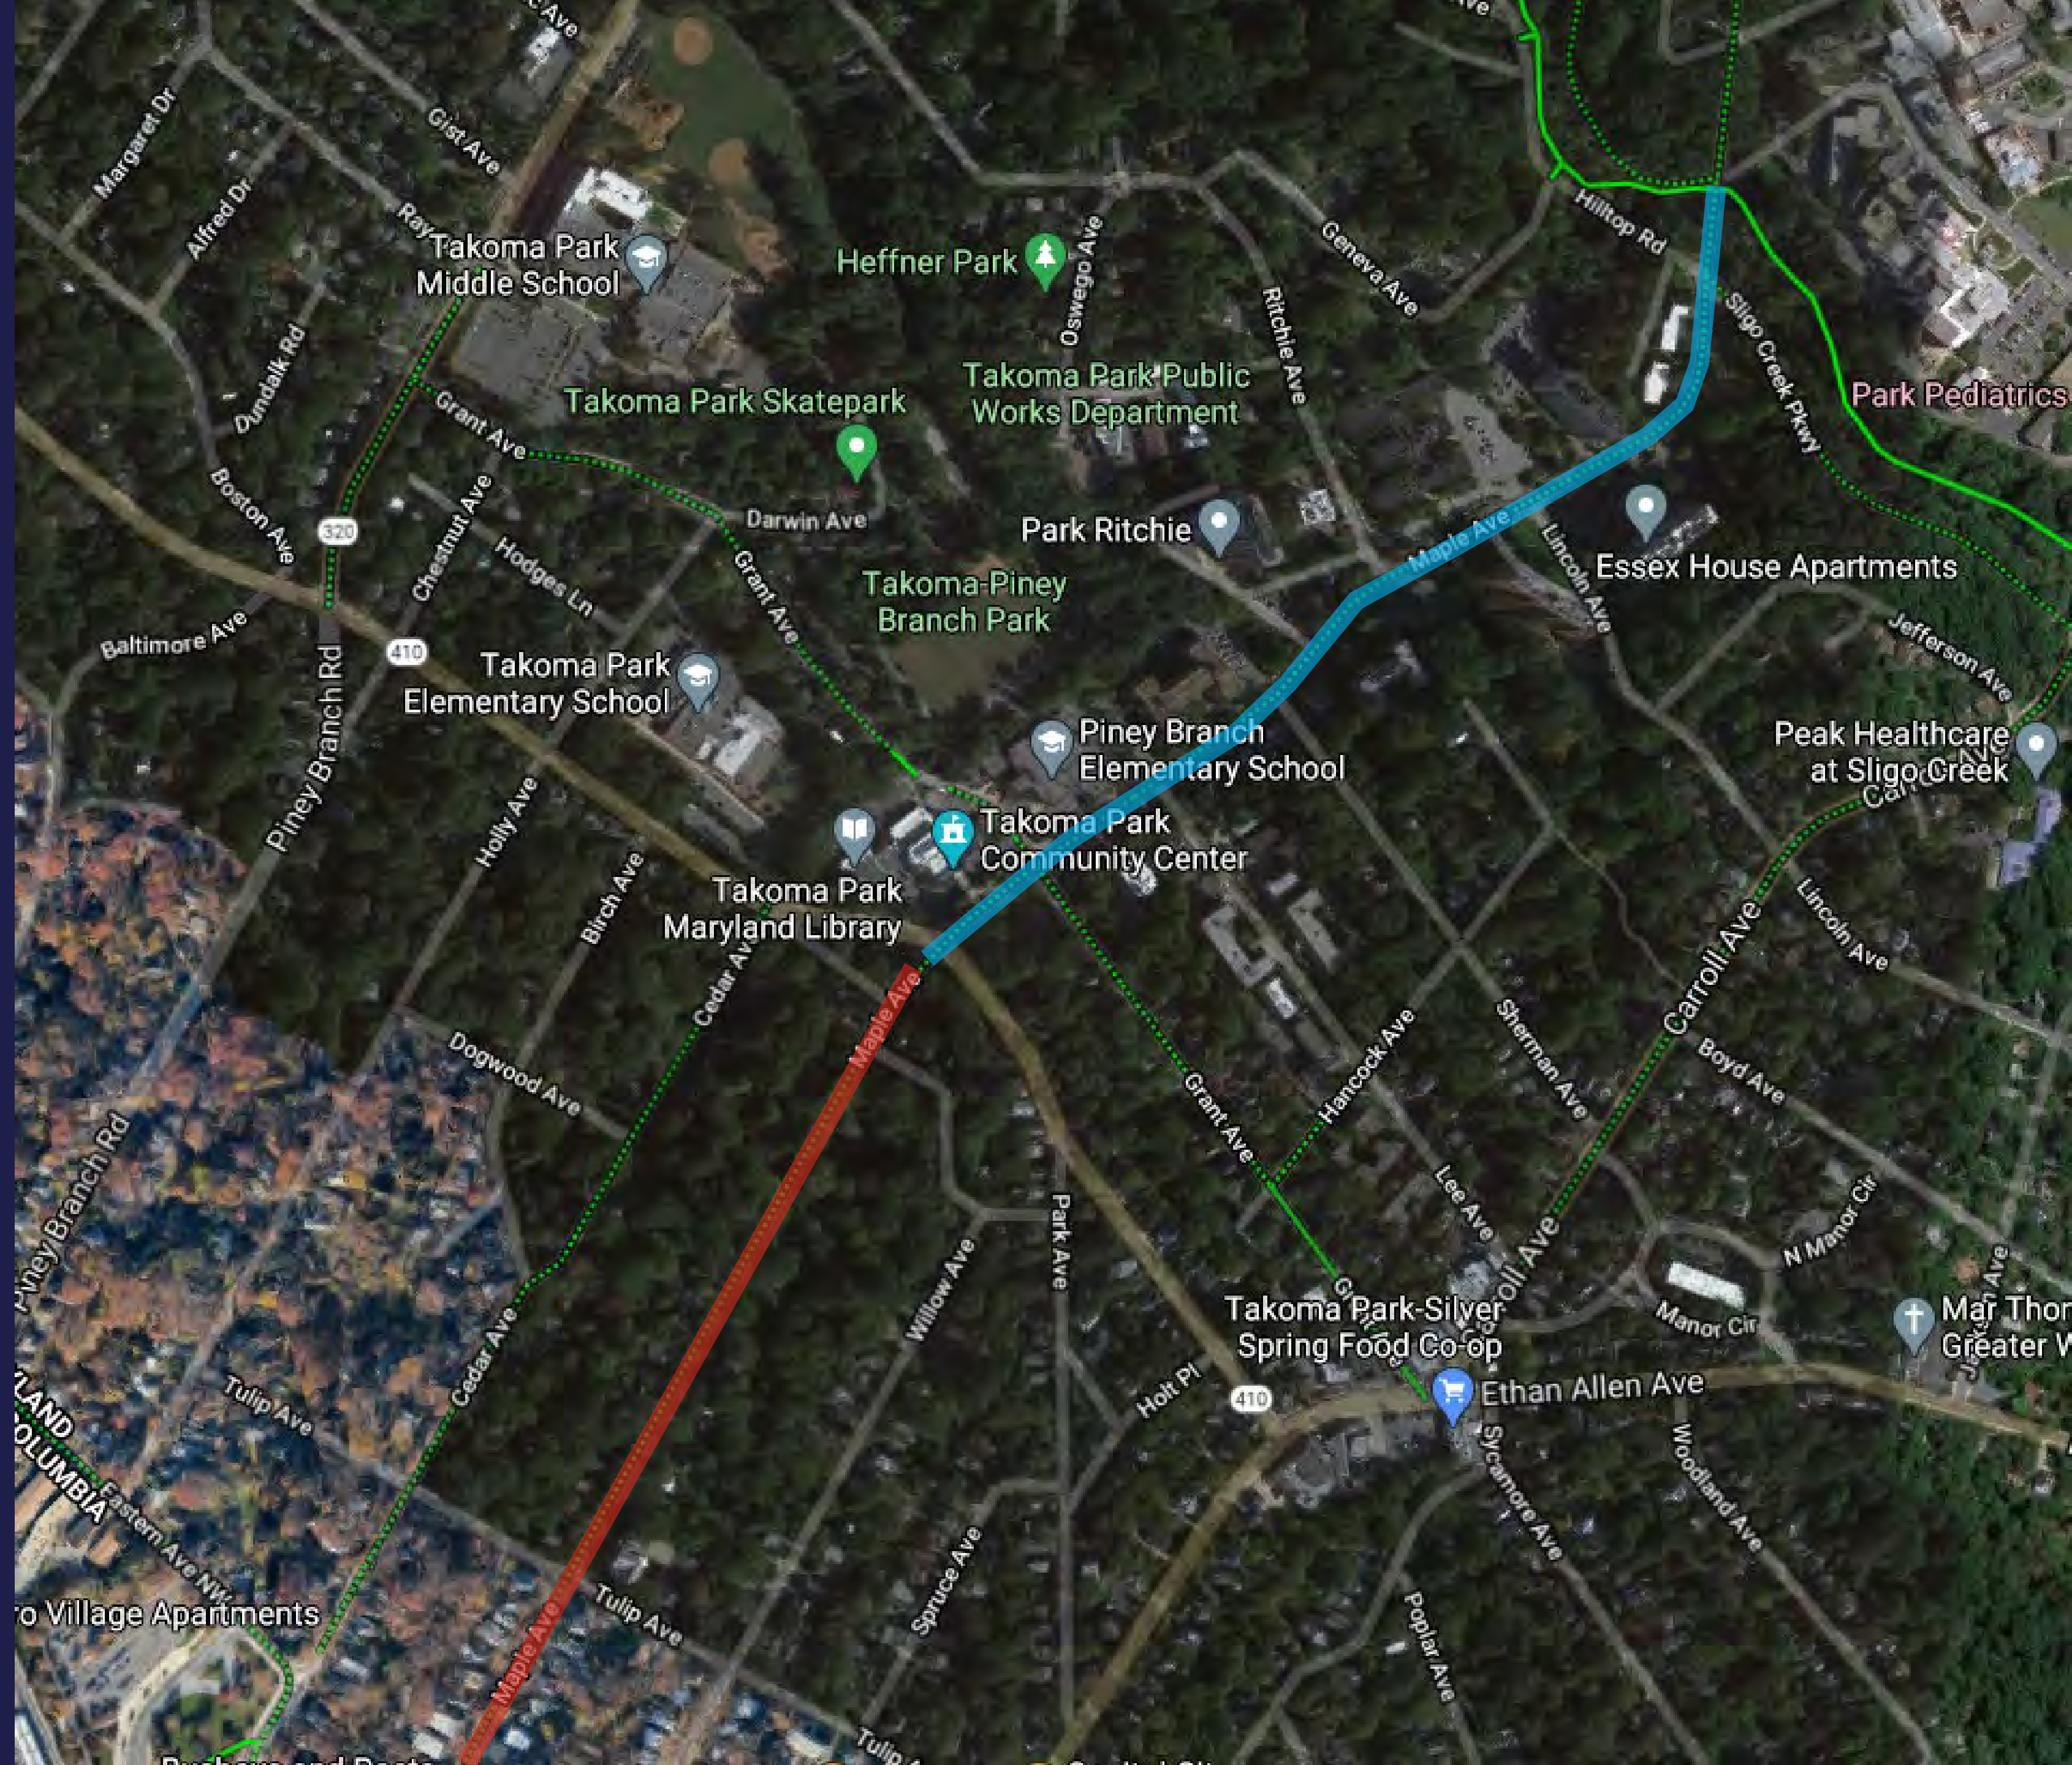 Ave
Gist Ave
Margaret Dr
Alfred Dr
Ray
Takoma Park
Middle School
Dundalk Rd
Grant Ave
Boston Ave
320
Chestnut Ave
Hodges Ln
Baltimore Ave
410
Heffner Park
Oswego Ave
Geneva Ave
Ritchie Ave
Hilltop Rd
Sligo Creek Pkwy
Takoma Park Public
Works Department
Takoma Park Skatepark
Darwin Ave
Park Pediatrics
Park Ritchie
Maple Ave
Lincoln Ave
Essex House Apartments
Takoma-Piney
Branch Park
Grant Ave
Jefferson Ave
Takoma Park
Elementary School
Piney Branch Rd
Piney Branch
Elementary School
Peak Healthcare
at Sligo Creek
Holly Ave
Birch Ave
Takoma Park
Community Center
Takoma Park
Maryland Library
Cedar Ave
Maple Ave
Carroll Ave
Lincoln Ave
Dogwood Ave
Grant Ave
Hancock Ave
Sherman Ave
Boyd Ave
Piney Branch Rd
Park Ave
Lee Ave
N Manor Cir
Willow Ave
Manor Cir
Takoma Park-Silver
Spring Food Co-op
Mar Thor
Greater W
Cedar Ave
Tulip Ave
Holt Pl
410
Ethan Allen Ave
YLAND
OLUMBIA
Eastern Ave NW
Sycamore Ave
Woodland Ave
ro Village Apartments
Maple Ave
Tulip Ave
Spruce Ave
Poplar Ave
Tulip